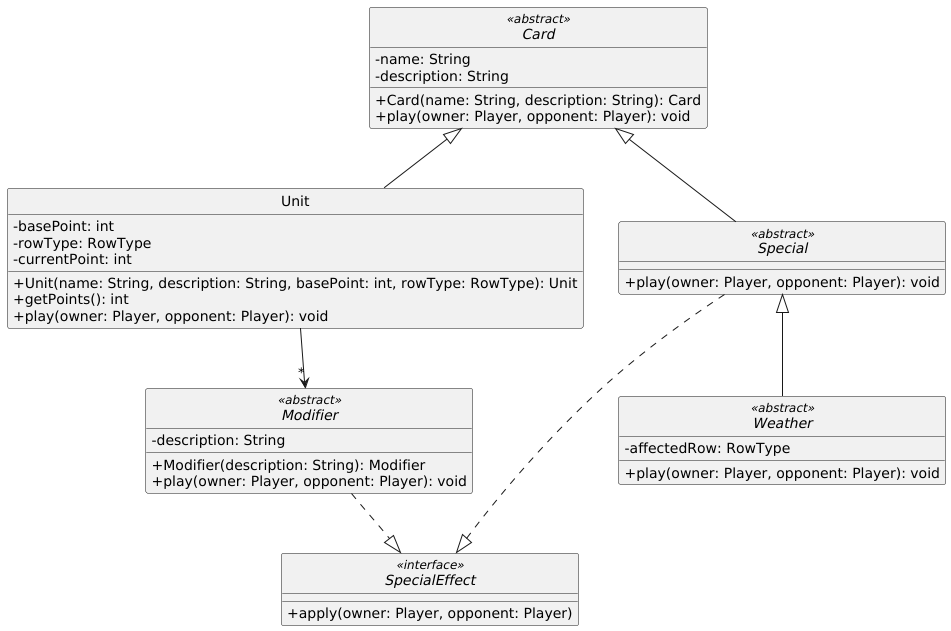 «abstract»
Card
-name: String
-description: String
+Card(name: String, description: String): Card
+play(owner: Player, opponent: Player): void
Unit
-basePoint: int
-rowType: RowType
-currentPoint: int
+Unit(name: String, description: String, basePoint: int, rowType: RowType): Unit
+getPoints(): int
+play(owner: Player, opponent: Player): void
«abstract»
Special
+play(owner: Player, opponent: Player): void
*
«abstract»
Modifier
-description: String
+Modifier(description: String): Modifier
+play(owner: Player, opponent: Player): void
«abstract»
Weather
-affectedRow: RowType
+play(owner: Player, opponent: Player): void
«interface»
SpecialEffect
+apply(owner: Player, opponent: Player)